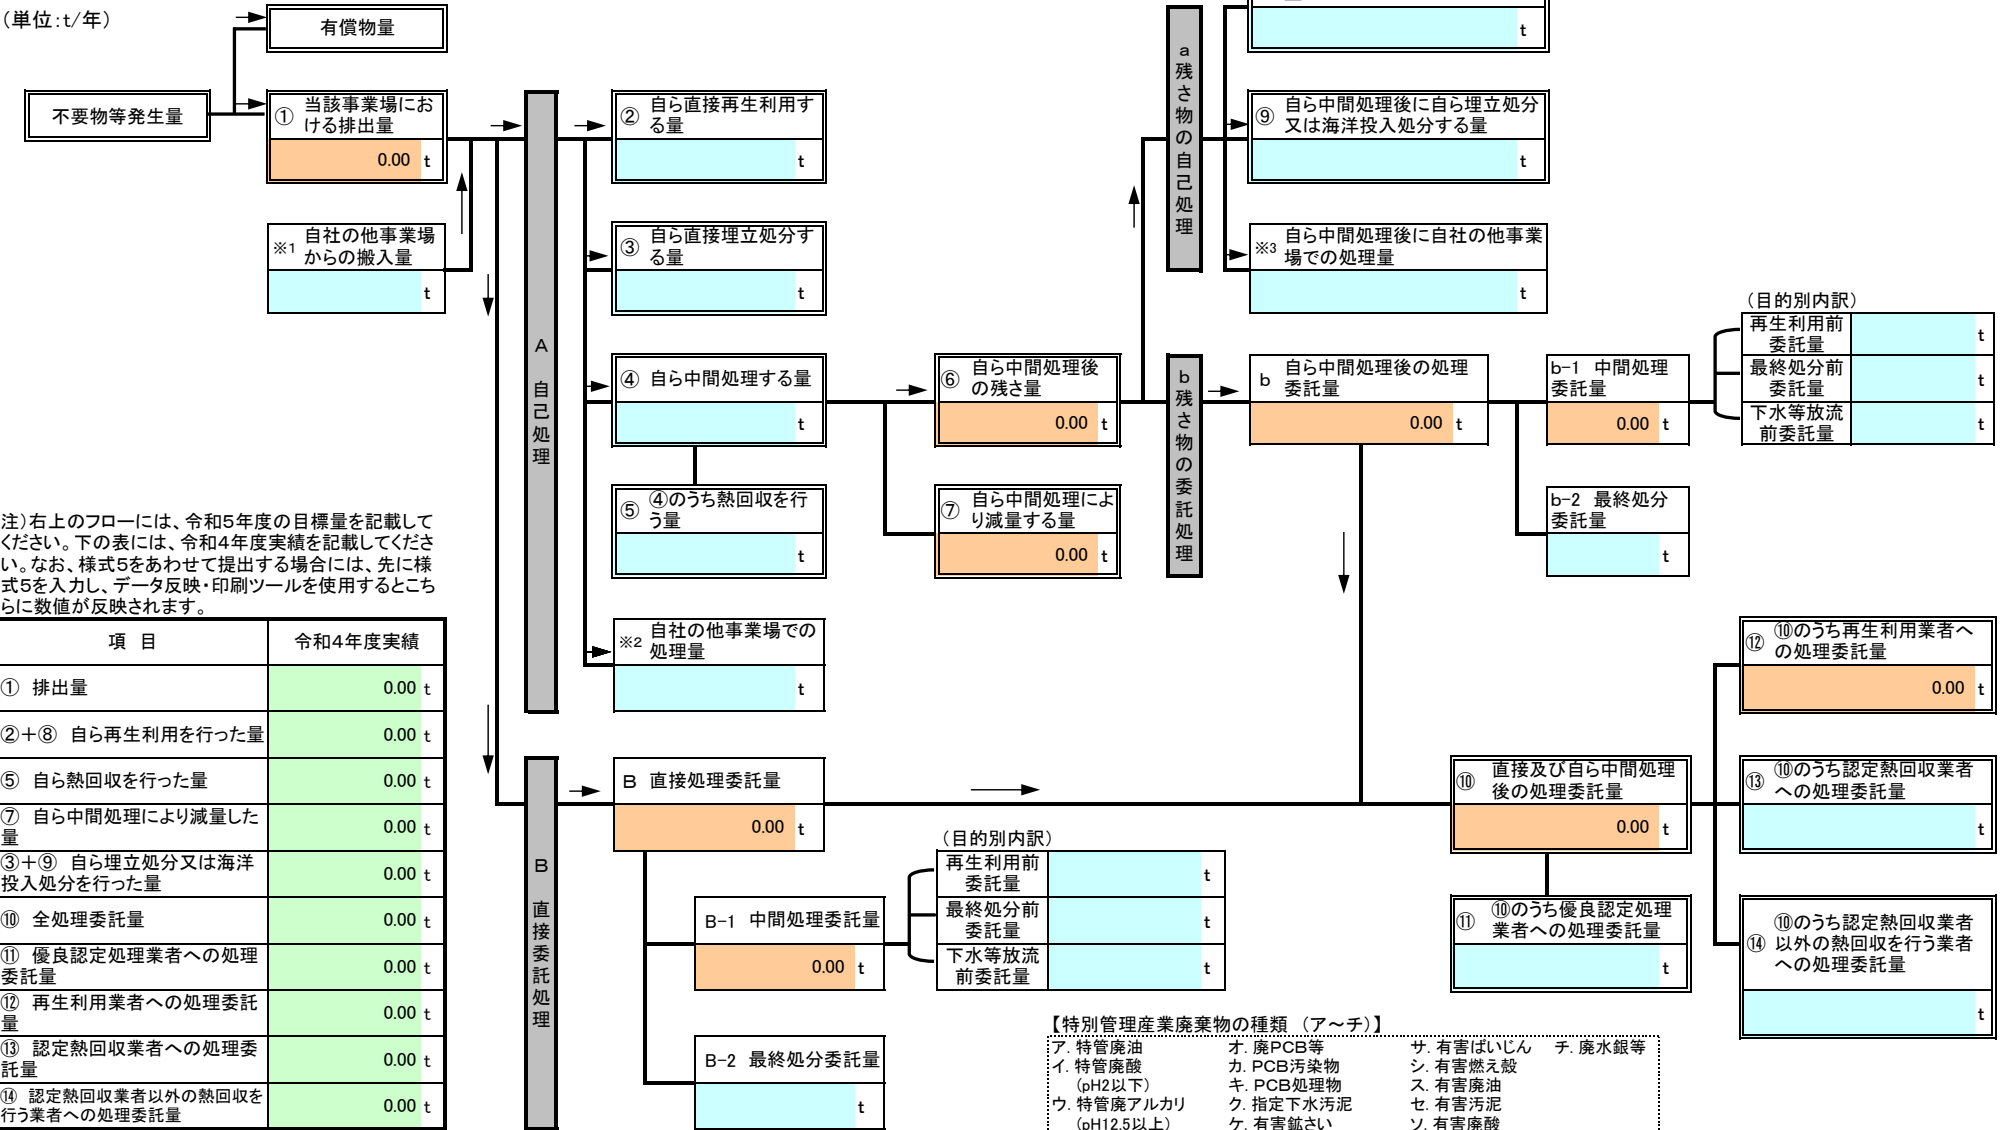 （単位：t/年）
有償物量
t
不要物等発生量
① 当該事業場にお
ける排出量
0.00 t
② 自ら直接再生利用す
る量
t
a
残さ物の自己処理
⑨ 自ら中間処理後に自ら埋立処分
又は海洋投入処分する量
t
※1 自社の他事業場
からの搬入量
t
③ 自ら直接埋立処分す
る量
t
※3 自ら中間処理後に自社の他事業
場での処理量
t
A
自己処理
④ 自ら中間処理する量
t
⑥ 自ら中間処理後
の残さ量
0.00 t
b
残さ物の委託処理
b 自ら中間処理後の処理
委託量
0.00 t
b-1 中間処理
委託量
0.00 t
（目的別内訳）
再生利用前
委託量
t
最終処分前
委託量
t
下水等放流
前委託量
t
⑤ ④のうち熱回収を行
う量
t
⑦ 自ら中間処理によ
り減量する量
0.00 t
b-2 最終処分
委託量
t
注）右上のフローには、令和5年度の目標量を記載して
ください。下の表には、令和4年度実績を記載してくださ
い。なお、様式5をあわせて提出する場合には、先に様
式5を入力し、データ反映・印刷ツールを使用するとこち
らに数値が反映されます。
※2 自社の他事業場での
処理量
t
項 目 令和4年度実績
① 排出量 0.00 t
②＋⑧ 自ら再生利用を行った量 0.00 t
⑤ 自ら熱回収を行った量 0.00 t
⑦ 自ら中間処理により減量した
量 0.00 t
③＋⑨ 自ら埋立処分又は海洋
投入処分を行った量 0.00 t
⑩ 全処理委託量 0.00 t
⑪ 優良認定処理業者への処理
委託量 0.00 t
⑫ 再生利用業者への処理委託
量 0.00 t
⑬ 認定熱回収業者への処理委
託量 0.00 t
⑭ 認定熱回収業者以外の熱回収を
行う業者への処理委託量 0.00 t
B
直接委託処理
B 直接処理委託量
0.00 t
B-1 中間処理委託量
0.00 t
（目的別内訳）
再生利用前
委託量
t
最終処分前
委託量
t
下水等放流
前委託量
t
B-2 最終処分委託量
t
⑩ 直接及び自ら中間処理
後の処理委託量
0.00 t
⑪ ⑩のうち優良認定処理
業者への処理委託量
t
⑫ ⑩のうち再生利用業者へ
の処理委託量
0.00 t
⑬ ⑩のうち認定熱回収業者
への処理委託量
t
⑭ ⑩のうち認定熱回収業者
以外の熱回収を行う業者
への処理委託量
t
【特別管理産業廃棄物の種類 （ア～チ）】
ア. 特管廃油 オ. 廃PCB等 サ. 有害ばいじん チ. 廃水銀等
イ. 特管廃酸 カ. PCB汚染物 シ. 有害燃え殻
（pH2以下） キ. PCB処理物 ス. 有害廃油
ウ. 特管廃アルカリ ク. 指定下水汚泥 セ. 有害汚泥
（pH12.5以上） ケ. 有害鉱さい ソ. 有害廃酸